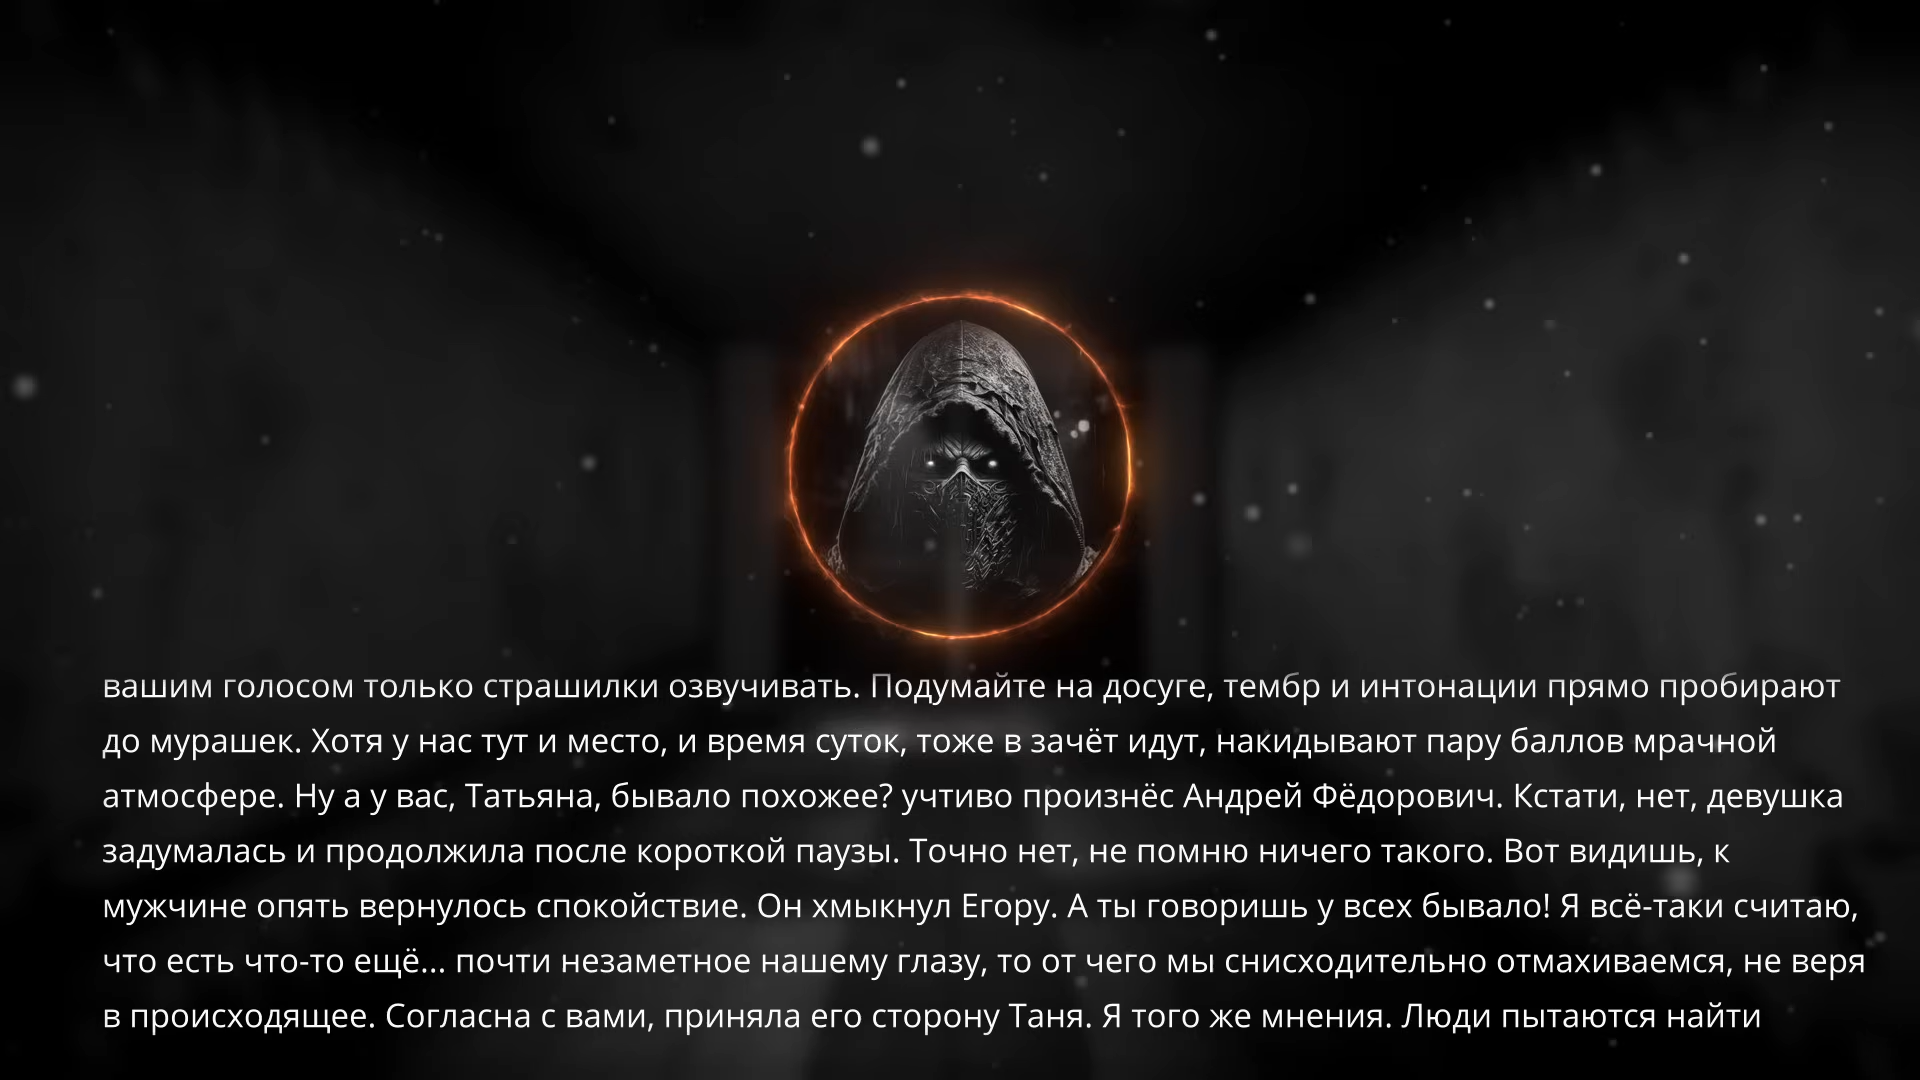 вашим голосом только страшилки озвучивать. Подумайте на досуге, тембр и интонации прямо пробирают
до мурашек. Хотя у нас тут и место, и время суток, тоже в зачёт идут, накидывают пару баллов мрачной
атмосфере. Ну а у вас, Татьяна, бывало похожее? учтиво произнёс Андрей Фёдорович. Кстати, нет, девушка
задумалась и продолжила после короткой паузы. Точно нет, не помню ничего такого. Вот видишь, к
мужчине опять вернулось спокойствие. Он хмыкнул Егору. А ты говоришь у всех бывало! Я всё-таки считаю,
что есть что-то ещё... почти незаметное нашему глазу, то от чего мы снисходительно отмахиваемся, не веря
в происходящее. Согласна с вами, приняла его сторону Таня. Я того же мнения. Люди пытаются найти